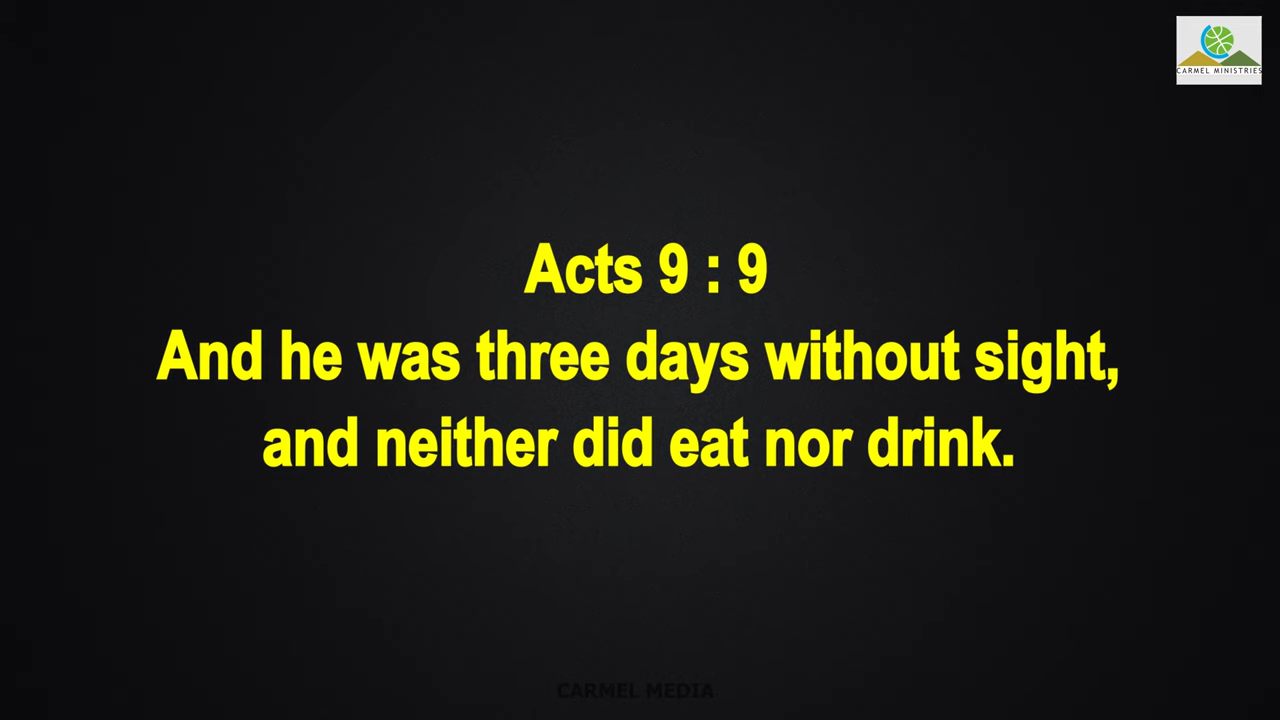 CARMEL MINISTRIES
Acts 9 : 9
And he was three days without sight,
and neither did eat nor drink.
CARMEL MEDIA